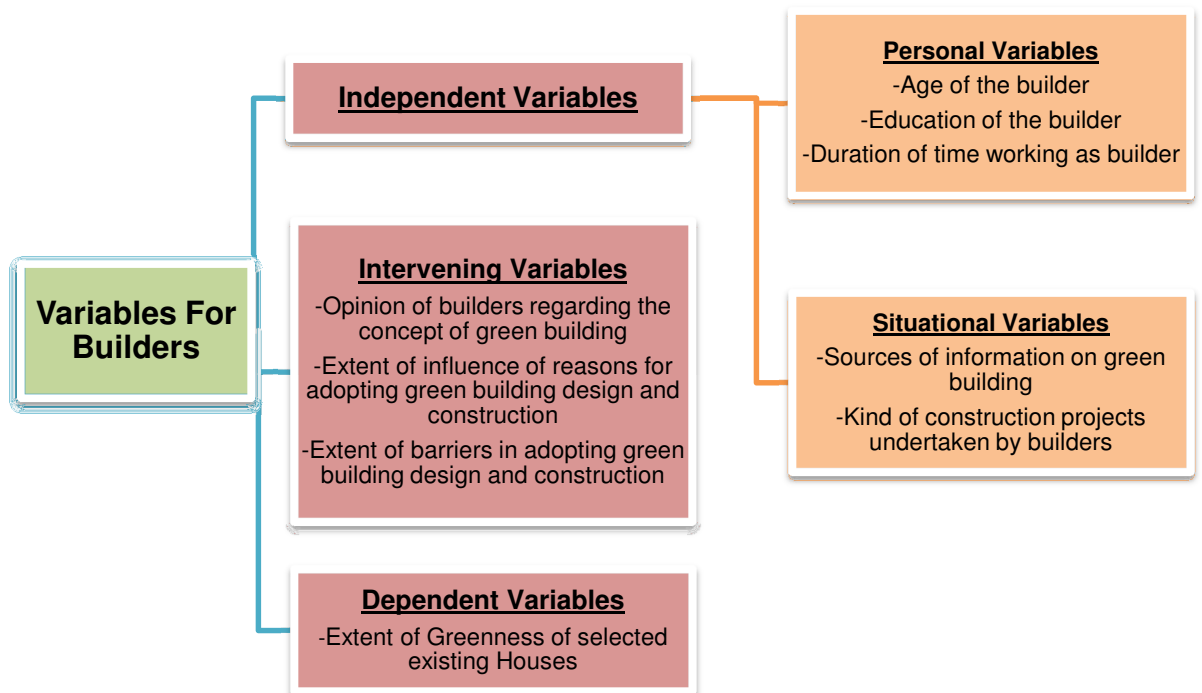 Variables For
Builders
Independent Variables
Intervening Variables
-Opinion of builders regarding the
concept of green building
-Extent of influence of reasons for
adopting green building design and
construction
-Extent of barriers in adopting green
building design and construction
Dependent Variables
-Extent of Greenness of selected
existing Houses
Personal Variables
-Age of the builder
-Education of the builder
-Duration of time working as builder
Situational Variables
-Sources of information on green
building
-Kind of construction projects
undertaken by builders